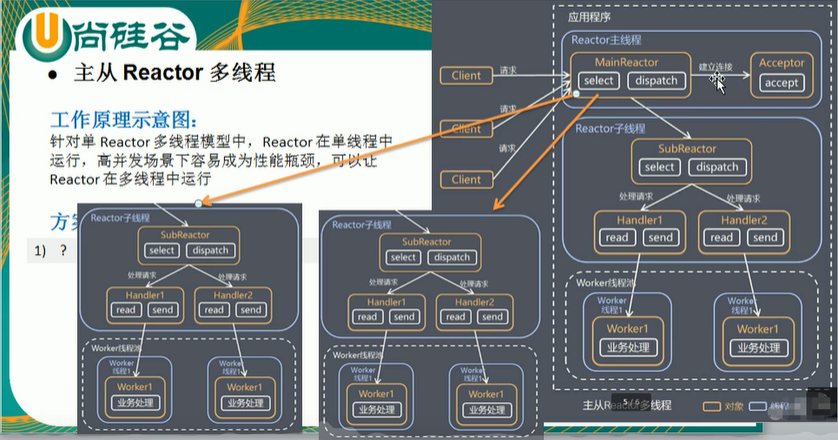 尚硅谷
● 主从 Reactor 多线程
工作原理示意图:
针对单 Reactor 多线程模型中，Reactor 在单线程中
运行，高并发场景下容易成为性能瓶颈，可以让
Reactor 在多线程中运行
方案
1) ?
应用程序
Reactor主线程
MainReactor
select
dispatch
建立连接
Acceptor
accept
Client
请求
Client
请求
Client
请求
Reactor子线程
SubReactor
select
dispatch
处理请求
处理请求
Handler1
read
send
Handler2
read
send
Worker线程池
Worker
线程1
Worker1
业务处理
Worker
线程1
Worker1
业务处理
主从Reactor多线程
5 / 6
对象
线程
Reactor子线程
SubReactor
select
dispatch
处理请求
处理请求
Handler1
read
send
Handler2
read
send
Worker线程池
Worker
线程1
Worker1
业务处理
Worker
线程1
Worker1
业务处理
Reactor子线程
SubReactor
select
dispatch
处理请求
处理请求
Handler1
read
send
Handler2
read
send
Worker线程池
Worker
线程1
Worker1
业务处理
Worker
线程1
Worker1
业务处理